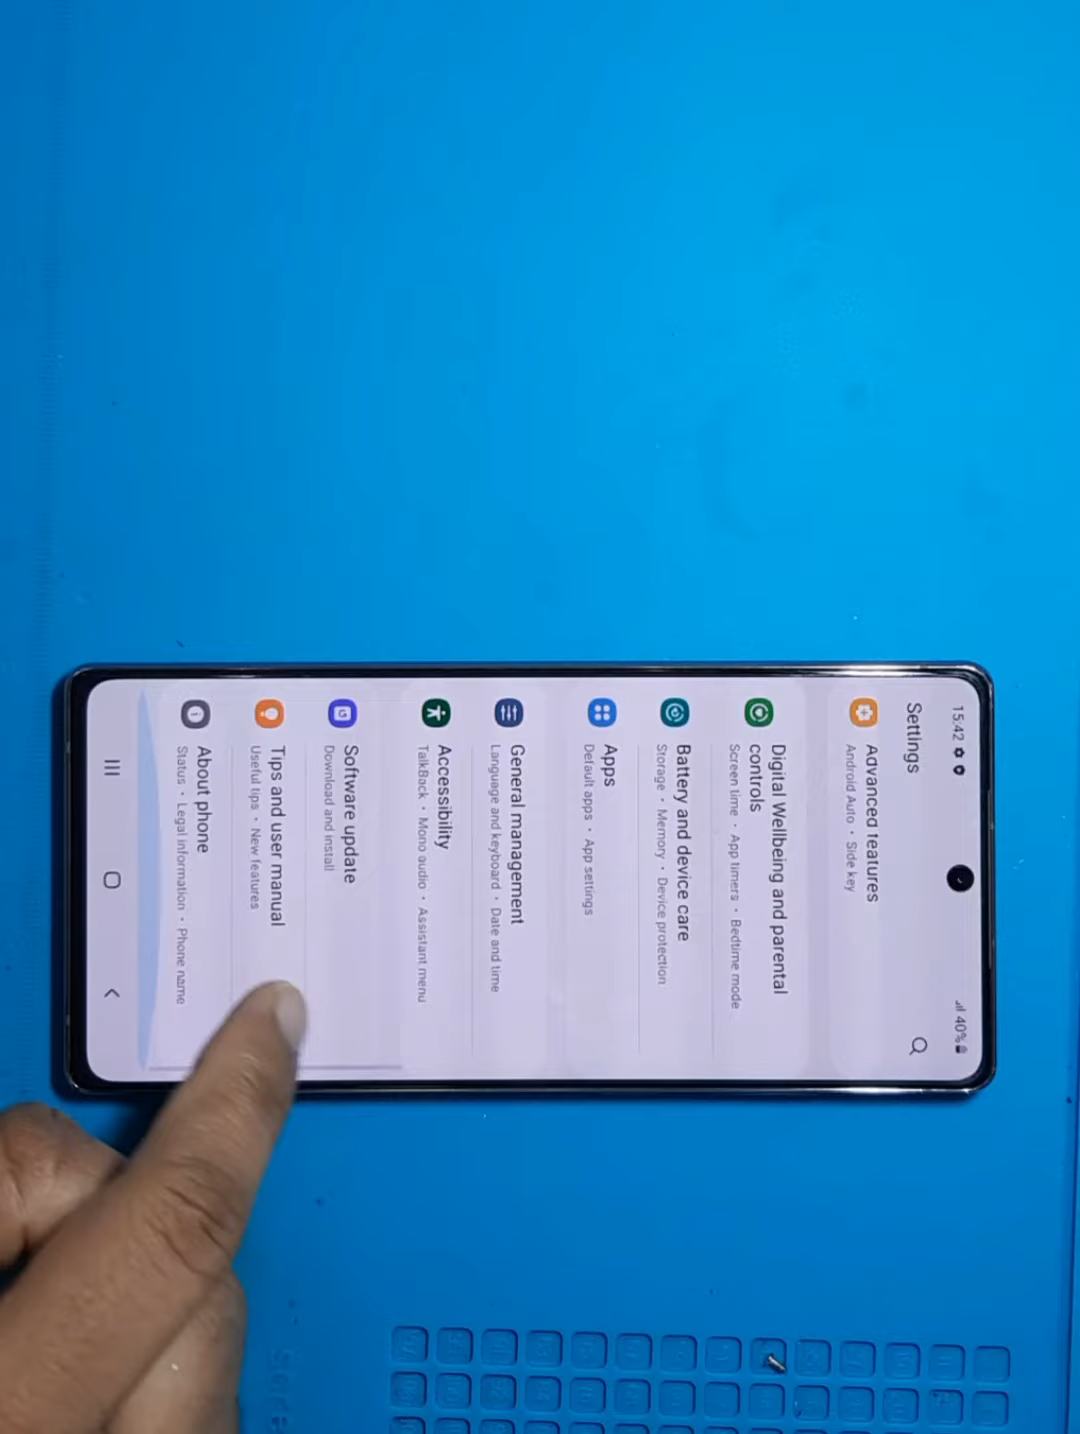 15:42
40%
Settings
Advanced features
Android Auto • Side key
Digital Wellbeing and parental
controls
Screen time • App timers • Bedtime mode
Battery and device care
Storage • Memory • Device protection
Apps
Default apps • App settings
General management
Language and keyboard • Date and time
Accessibility
TalkBack • Mono audio • Assistant menu
Software update
Download and install
Tips and user manual
Useful tips • New features
About phone
Status • Legal information • Phone name